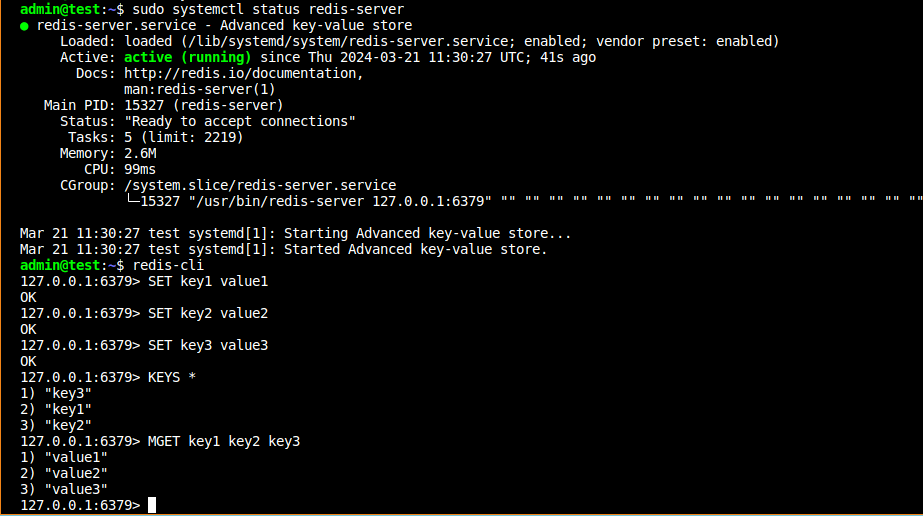 admin@test:~$ sudo systemctl status redis-server
● redis-server.service - Advanced key-value store
     Loaded: loaded (/lib/systemd/system/redis-server.service; enabled; vendor preset: enabled)
     Active: active (running) since Thu 2024-03-21 11:30:27 UTC; 41s ago
       Docs: http://redis.io/documentation,
             man:redis-server(1)
   Main PID: 15327 (redis-server)
     Status: "Ready to accept connections"
      Tasks: 5 (limit: 2219)
     Memory: 2.6M
        CPU: 99ms
     CGroup: /system.slice/redis-server.service
             └─15327 "/usr/bin/redis-server 127.0.0.1:6379" "" "" "" "" "" "" "" "" "" "" "" "" "" "" "" "" "" ""
Mar 21 11:30:27 test systemd[1]: Starting Advanced key-value store...
Mar 21 11:30:27 test systemd[1]: Started Advanced key-value store.
admin@test:~$ redis-cli
127.0.0.1:6379> SET key1 value1
OK
127.0.0.1:6379> SET key2 value2
OK
127.0.0.1:6379> SET key3 value3
OK
127.0.0.1:6379> KEYS *
1) "key3"
2) "key1"
3) "key2"
127.0.0.1:6379> MGET key1 key2 key3
1) "value1"
2) "value2"
3) "value3"
127.0.0.1:6379>